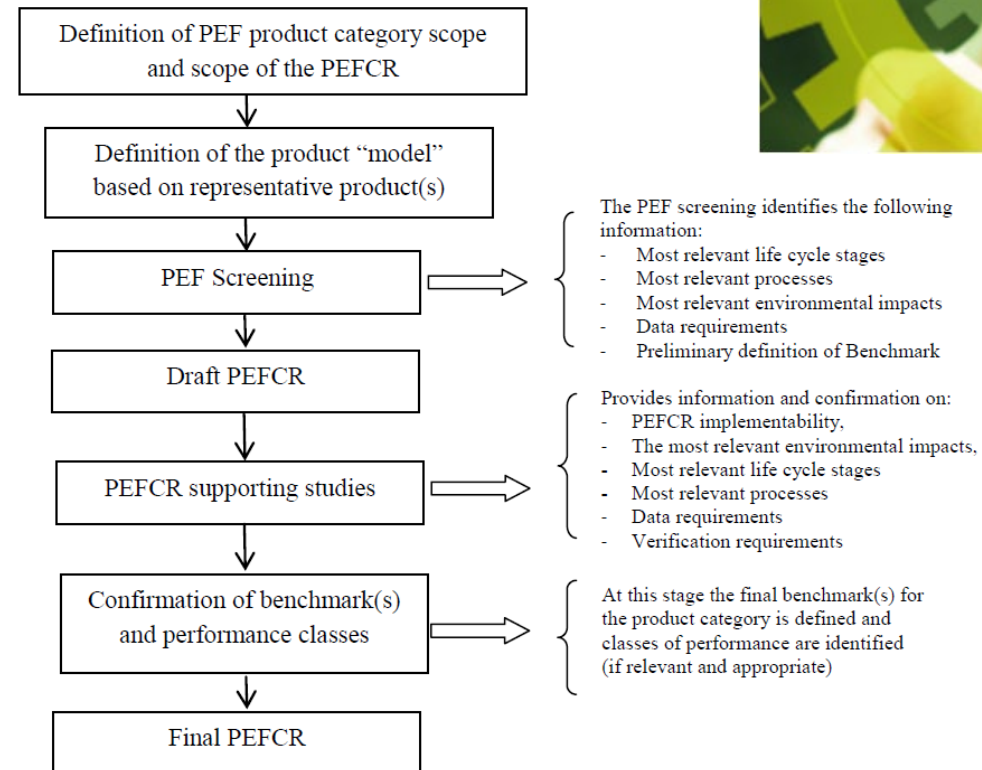 Definition of PEF product category scope
and scope of the PEFCR
Definition of the product “model”
based on representative product(s)
PEF Screening
The PEF screening identifies the following
information:
- Most relevant life cycle stages
- Most relevant processes
- Most relevant environmental impacts
- Data requirements
- Preliminary definition of Benchmark
Draft PEFCR
PEFCR supporting studies
Provides information and confirmation on:
- PEFCR implementability,
- The most relevant environmental impacts,
- Most relevant life cycle stages
- Most relevant processes
- Data requirements
- Verification requirements
Confirmation of benchmark(s)
and performance classes
At this stage the final benchmark(s) for
the product category is defined and
classes of performance are identified
(if relevant and appropriate)
Final PEFCR